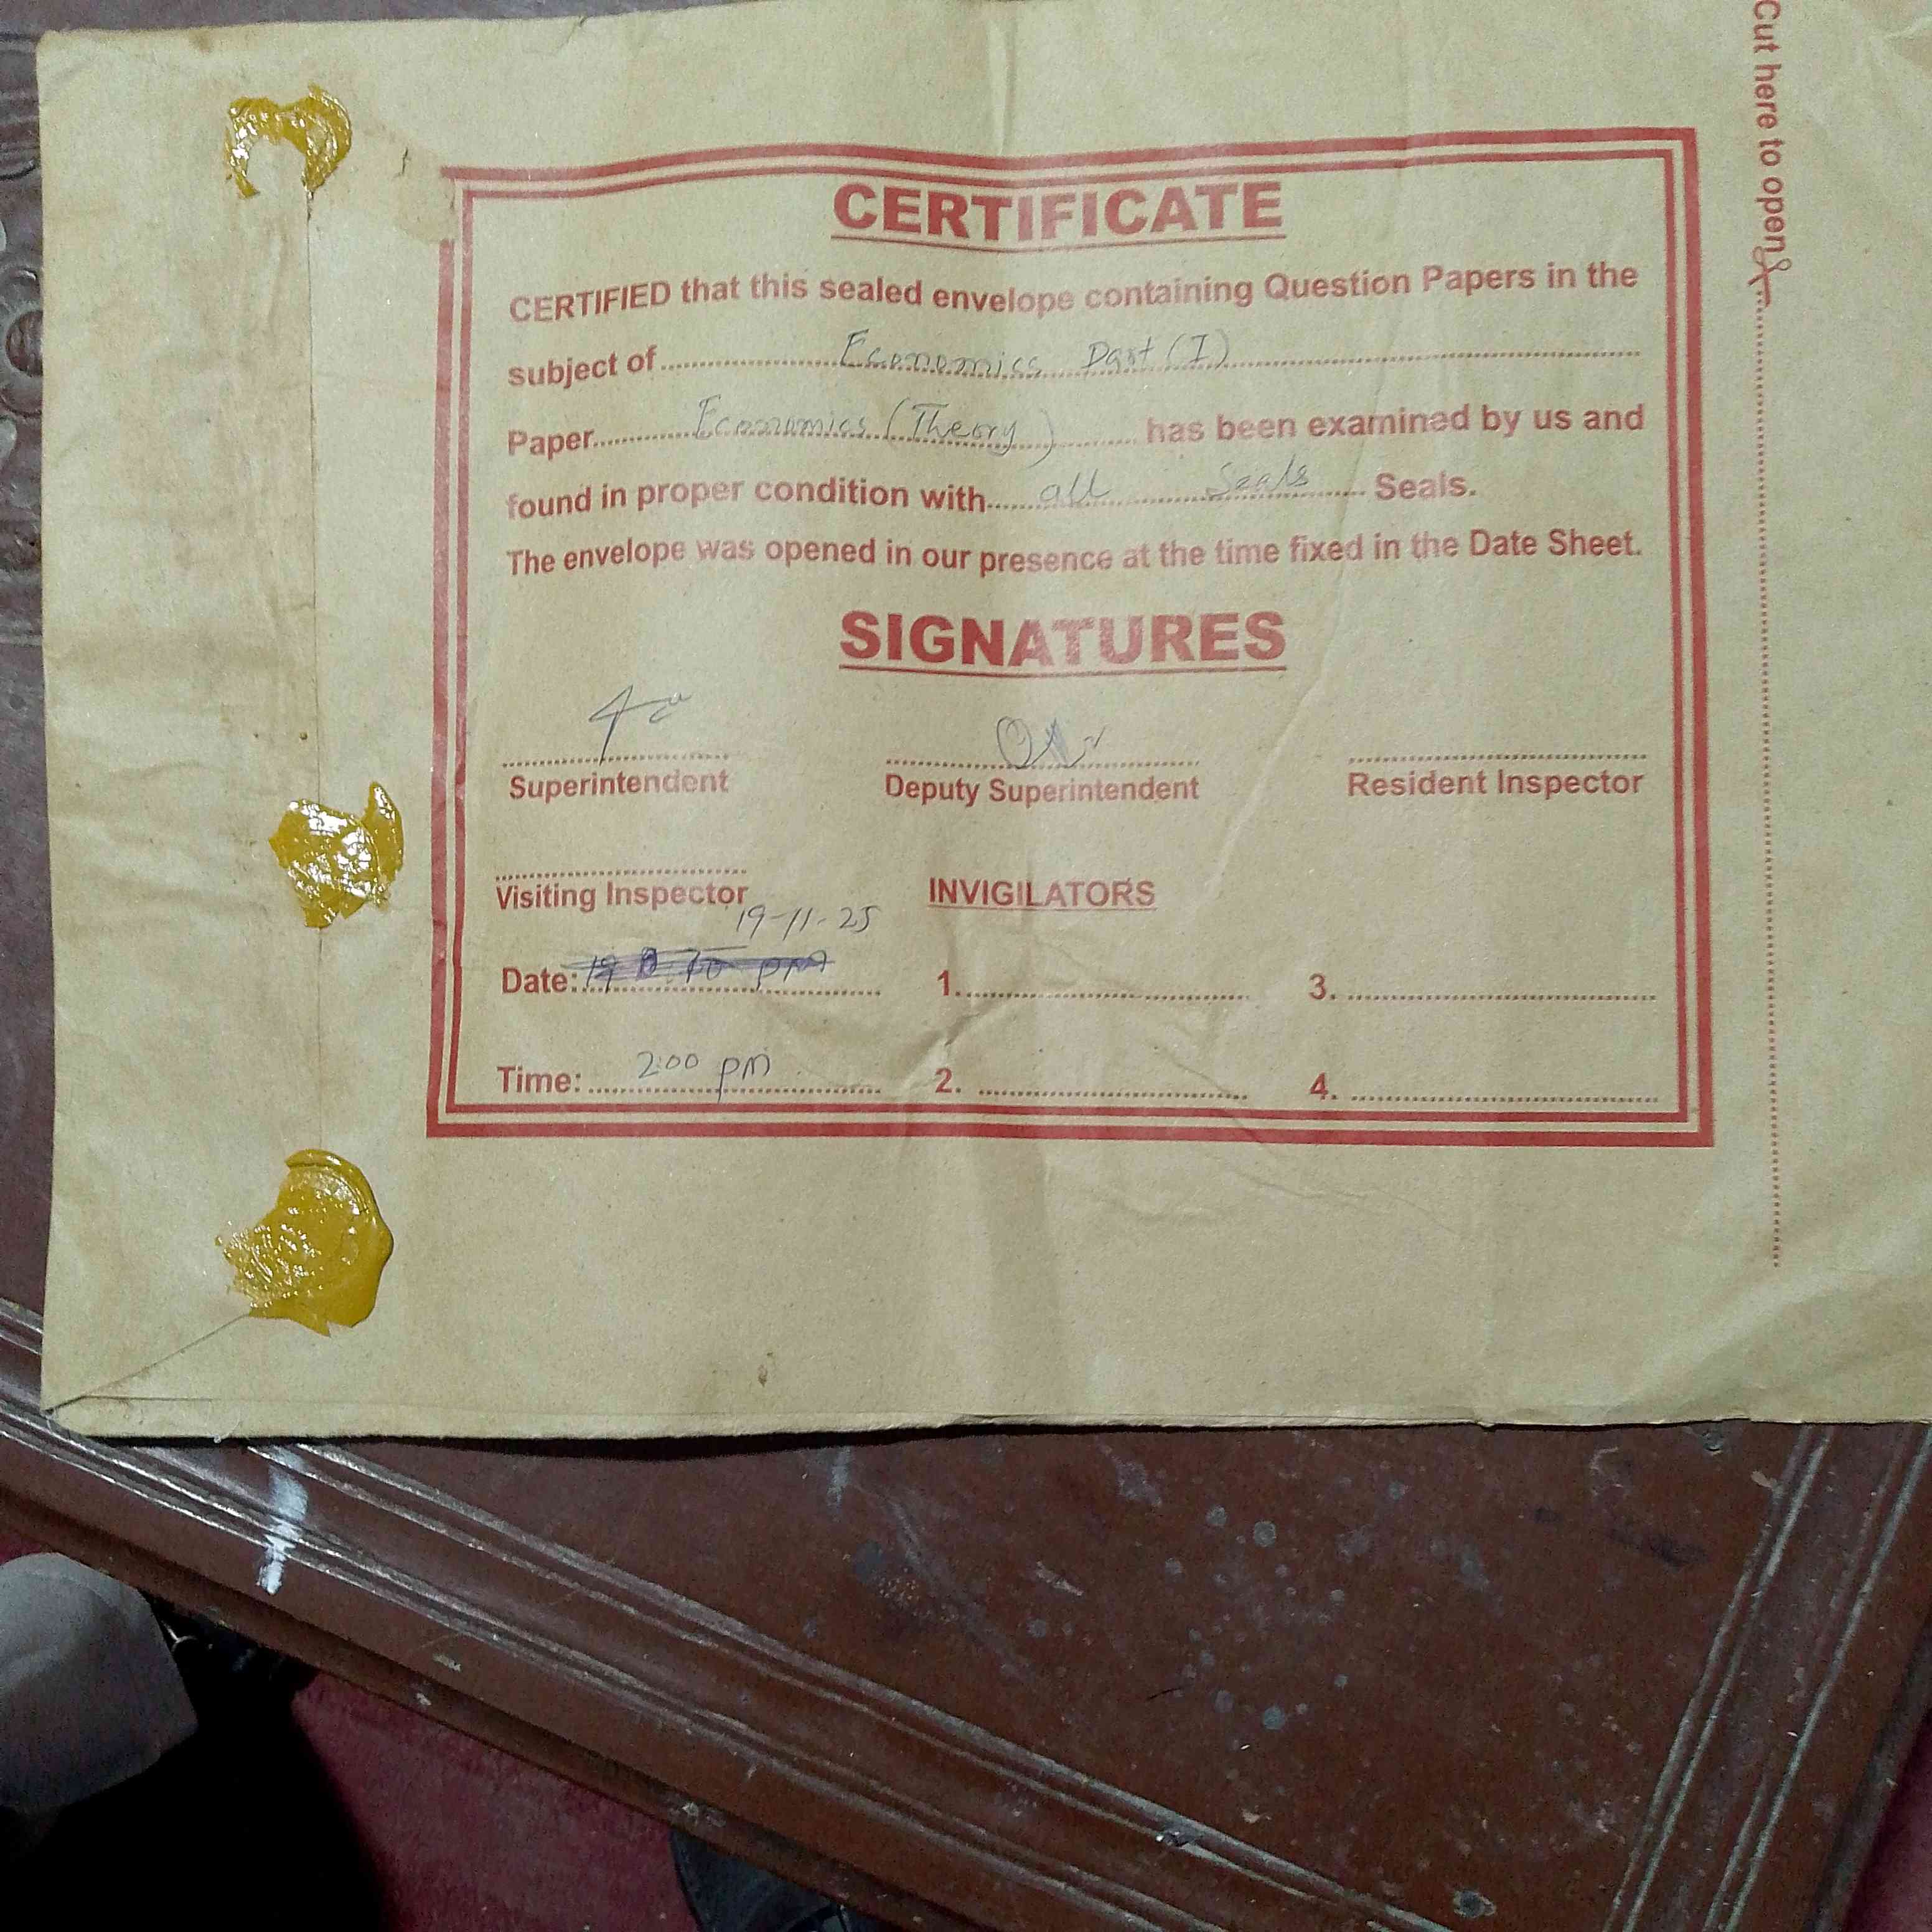 Cut here to open
CERTIFICATE
CERTIFIED that this sealed envelope containing Question Papers in the
subject of Economics Part (I)
Paper Economics (Theory) has been examined by us and
found in proper condition with all Seals Seals.
The envelope was opened in our presence at the time fixed in the Date Sheet.
SIGNATURES
Superintendent Deputy Superintendent Resident Inspector
Visiting Inspector INVIGILATORS
19-11-25
Date: 1. 3.
Time: 2:00 pm 2. 4.